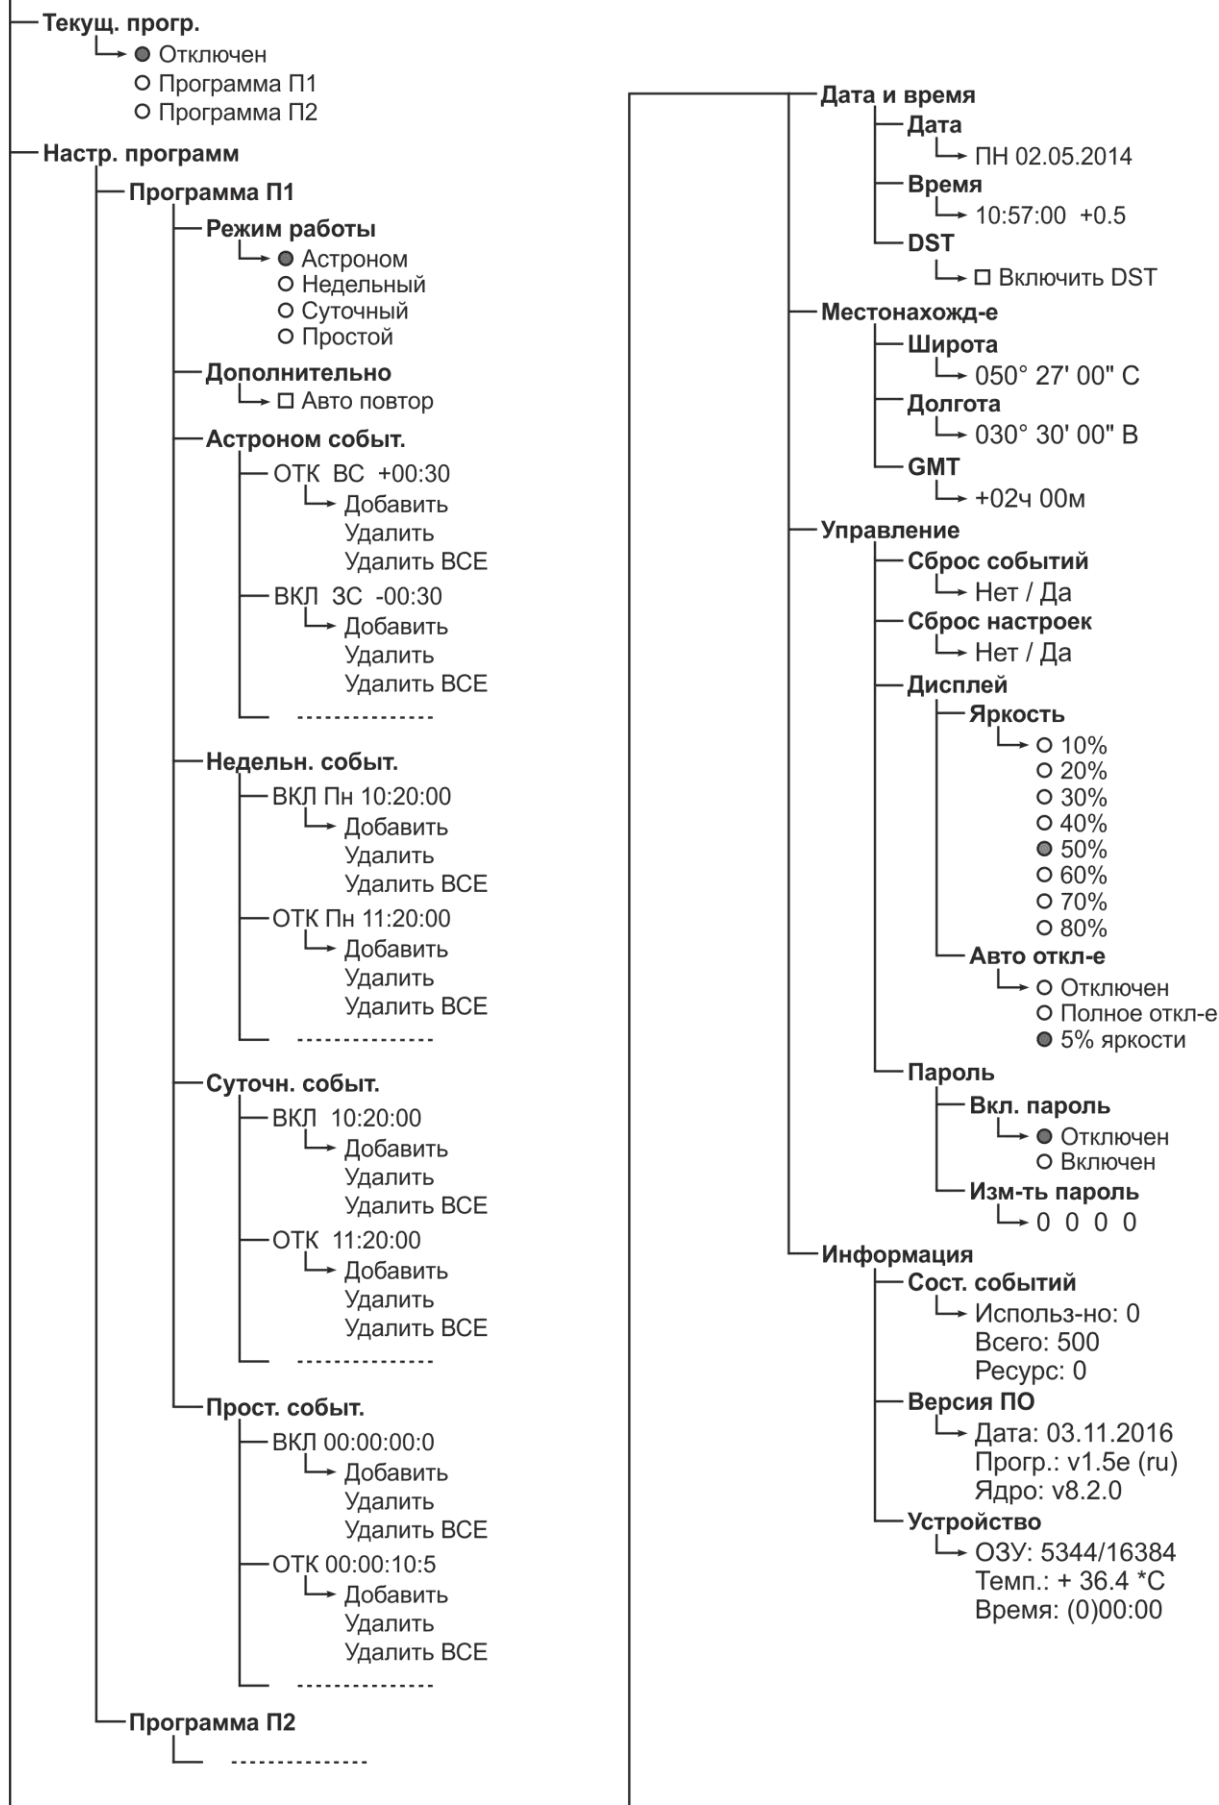 Текущ. прогр.
Отключен
Программа П1
Программа П2
Настр. программ
Программа П1
Режим работы
Астроном
Недельный
Суточный
Простой
Дополнительно
Авто повтор
Астроном событ.
ОТК ВС +00:30
Добавить
Удалить
Удалить ВСЕ
ВКЛ ЗС -00:30
Добавить
Удалить
Удалить ВСЕ
Недельн. событ.
ВКЛ Пн 10:20:00
Добавить
Удалить
Удалить ВСЕ
ОТК Пн 11:20:00
Добавить
Удалить
Удалить ВСЕ
Суточн. событ.
ВКЛ 10:20:00
Добавить
Удалить
Удалить ВСЕ
ОТК 11:20:00
Добавить
Удалить
Удалить ВСЕ
Прост. событ.
ВКЛ 00:00:00:0
Добавить
Удалить
Удалить ВСЕ
ОТК 00:00:10:5
Добавить
Удалить
Удалить ВСЕ
Программа П2
Дата и время
Дата
ПН 02.05.2014
Время
10:57:00 +0.5
DST
Включить DST
Местонахожд-е
Широта
050° 27' 00" С
Долгота
030° 30' 00" В
GMT
+02ч 00м
Управление
Сброс событий
Нет / Да
Сброс настроек
Нет / Да
Дисплей
Яркость
10%
20%
30%
40%
50%
60%
70%
80%
Авто откл-е
Отключен
Полное откл-е
5% яркости
Пароль
Вкл. пароль
Отключен
Включен
Изм-ть пароль
0 0 0 0
Информация
Сост. событий
Использ-но: 0
Всего: 500
Ресурс: 0
Версия ПО
Дата: 03.11.2016
Прогр.: v1.5e (ru)
Ядро: v8.2.0
Устройство
ОЗУ: 5344/16384
Темп.: + 36.4 *C
Время: (0)00:00